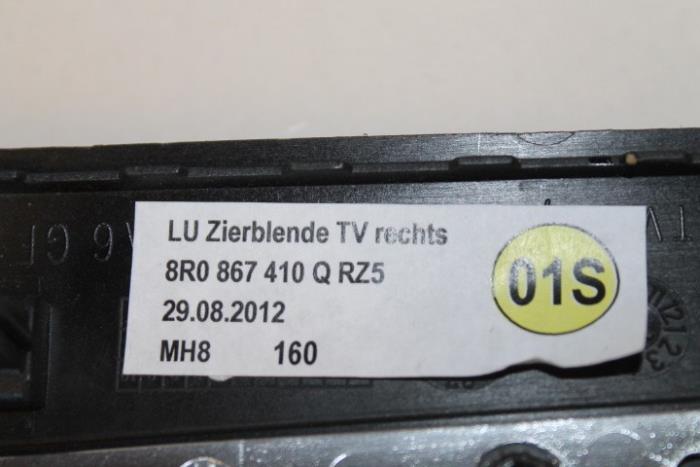 LU Zierblende TV rechts
8R0 867 410 Q RZ5
29.08.2012
MH8 160
01S